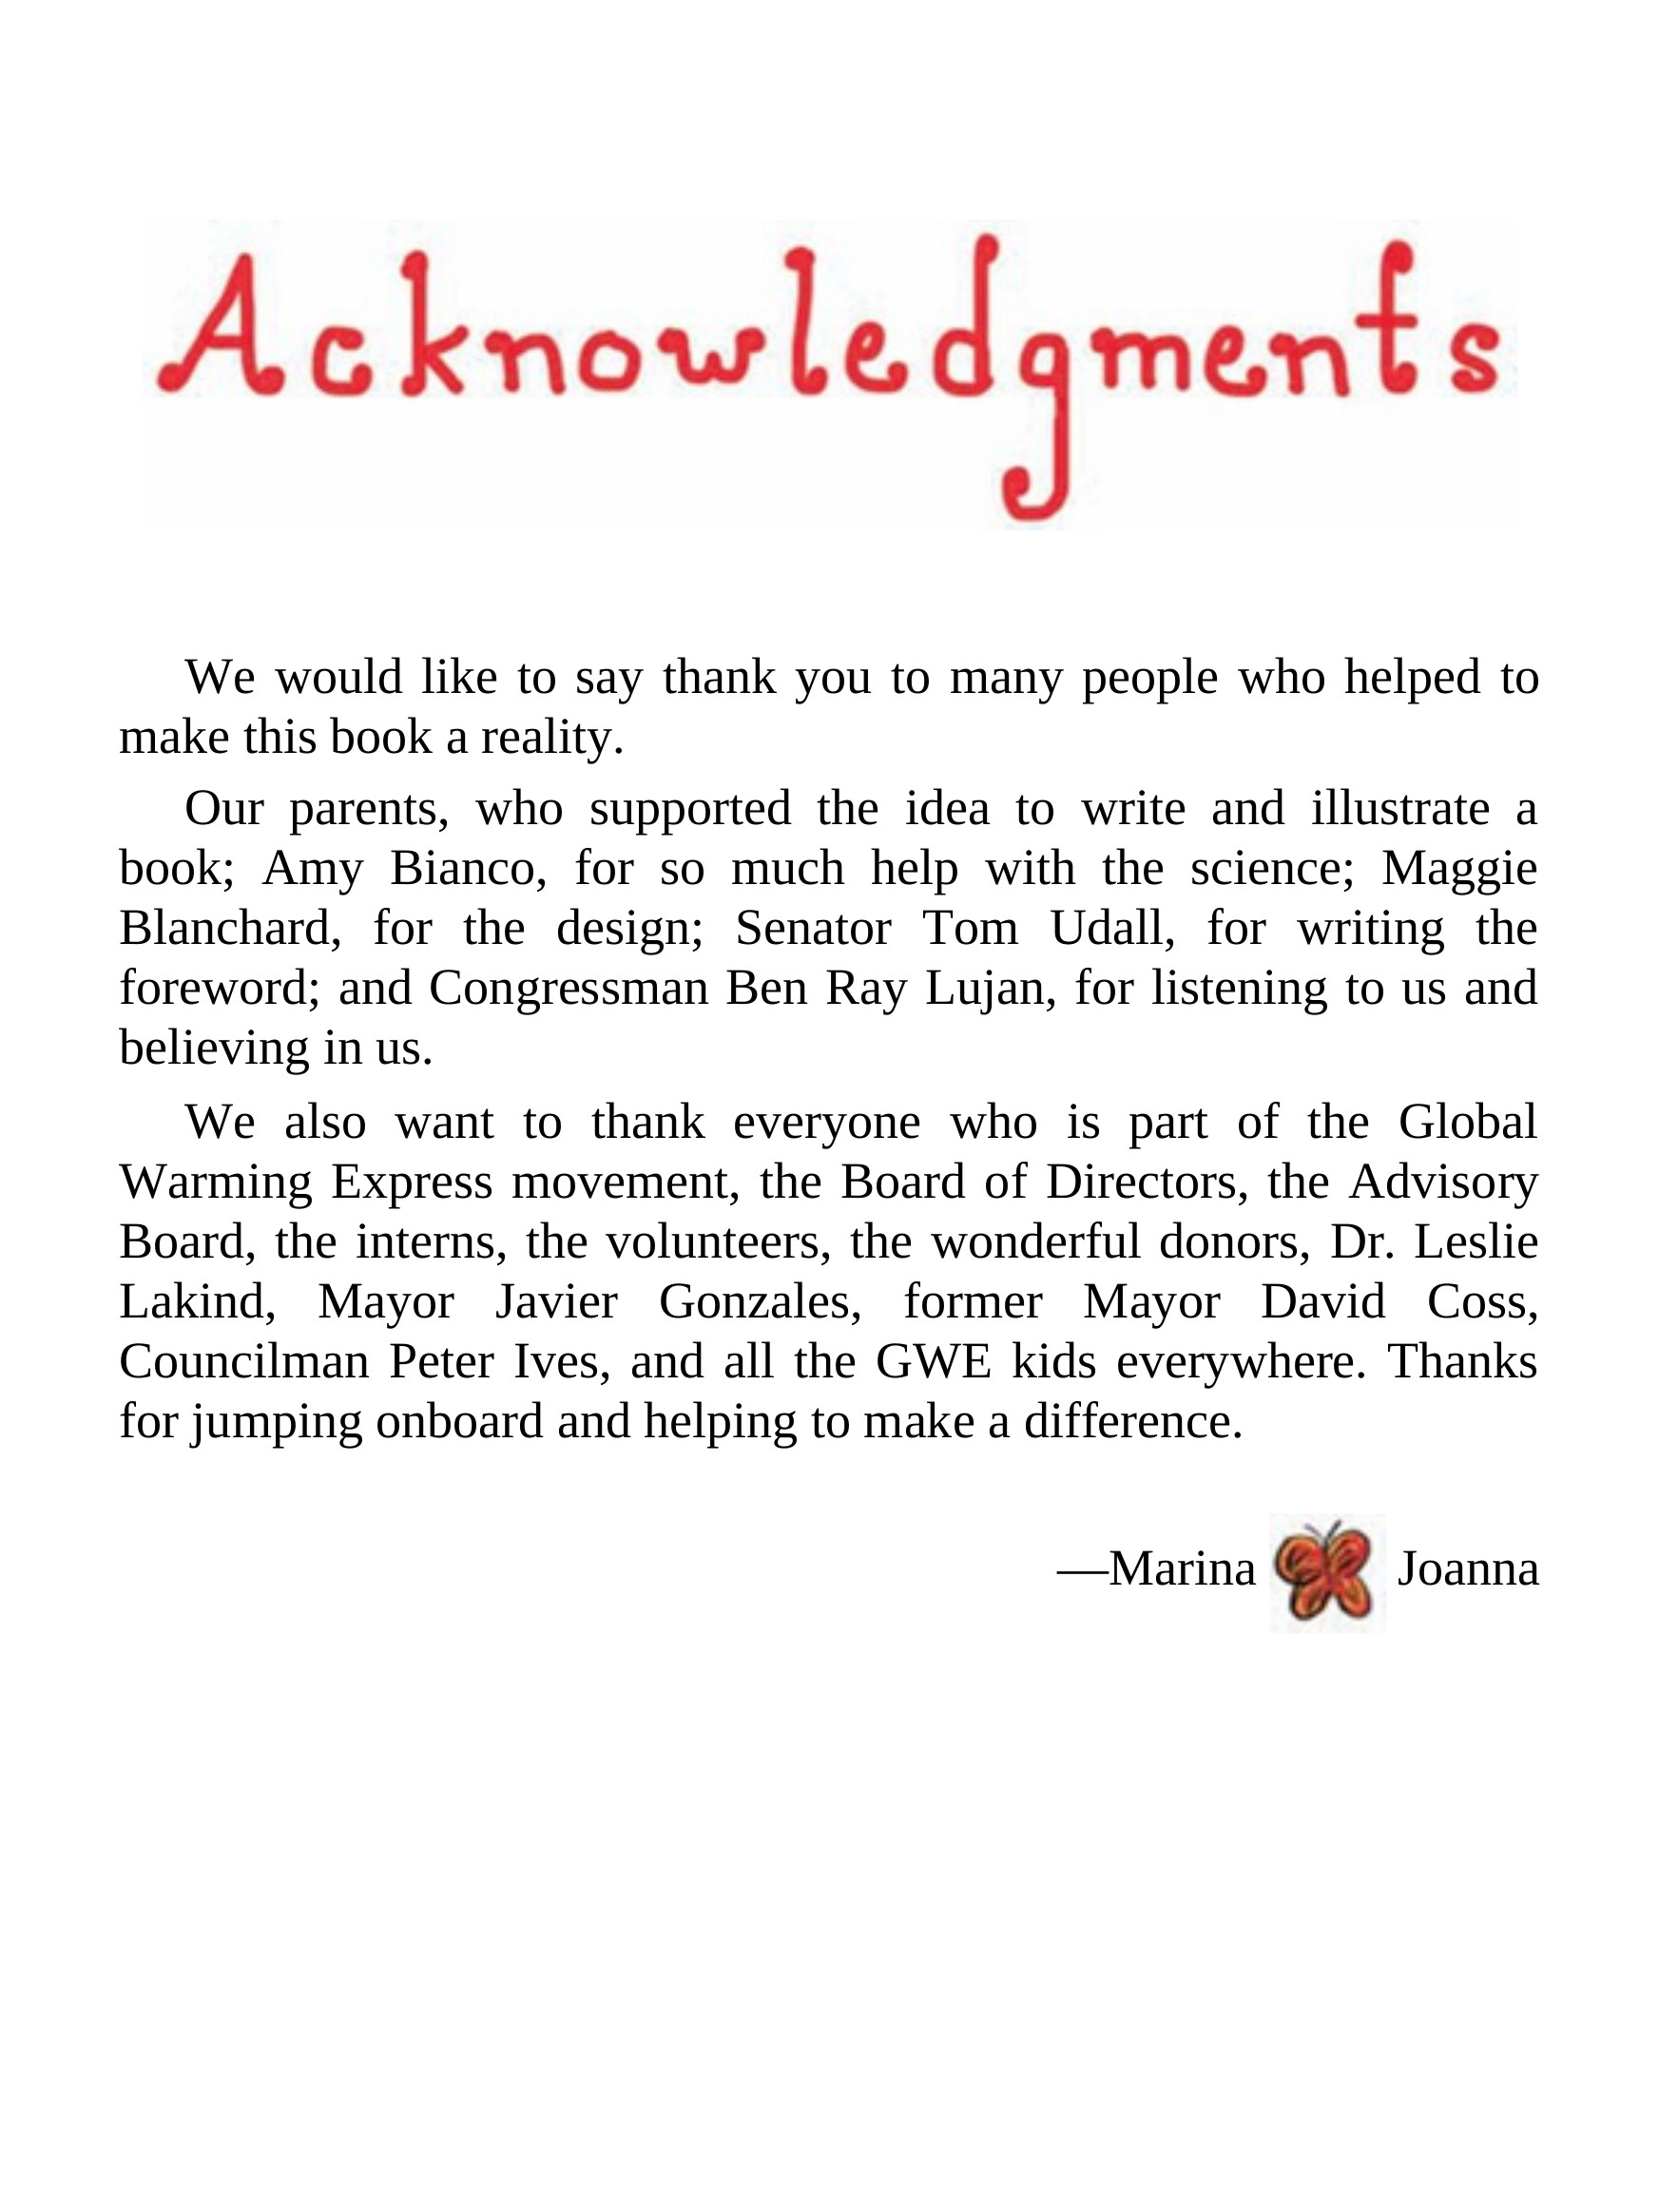 Acknowledgments
We would like to say thank you to many people who helped to
make this book a reality.
Our parents, who supported the idea to write and illustrate a
book; Amy Bianco, for so much help with the science; Maggie
Blanchard, for the design; Senator Tom Udall, for writing the
foreword; and Congressman Ben Ray Lujan, for listening to us and
believing in us.
We also want to thank everyone who is part of the Global
Warming Express movement, the Board of Directors, the Advisory
Board, the interns, the volunteers, the wonderful donors, Dr. Leslie
Lakind, Mayor Javier Gonzales, former Mayor David Coss,
Councilman Peter Ives, and all the GWE kids everywhere. Thanks
for jumping onboard and helping to make a difference.
—Marina Joanna